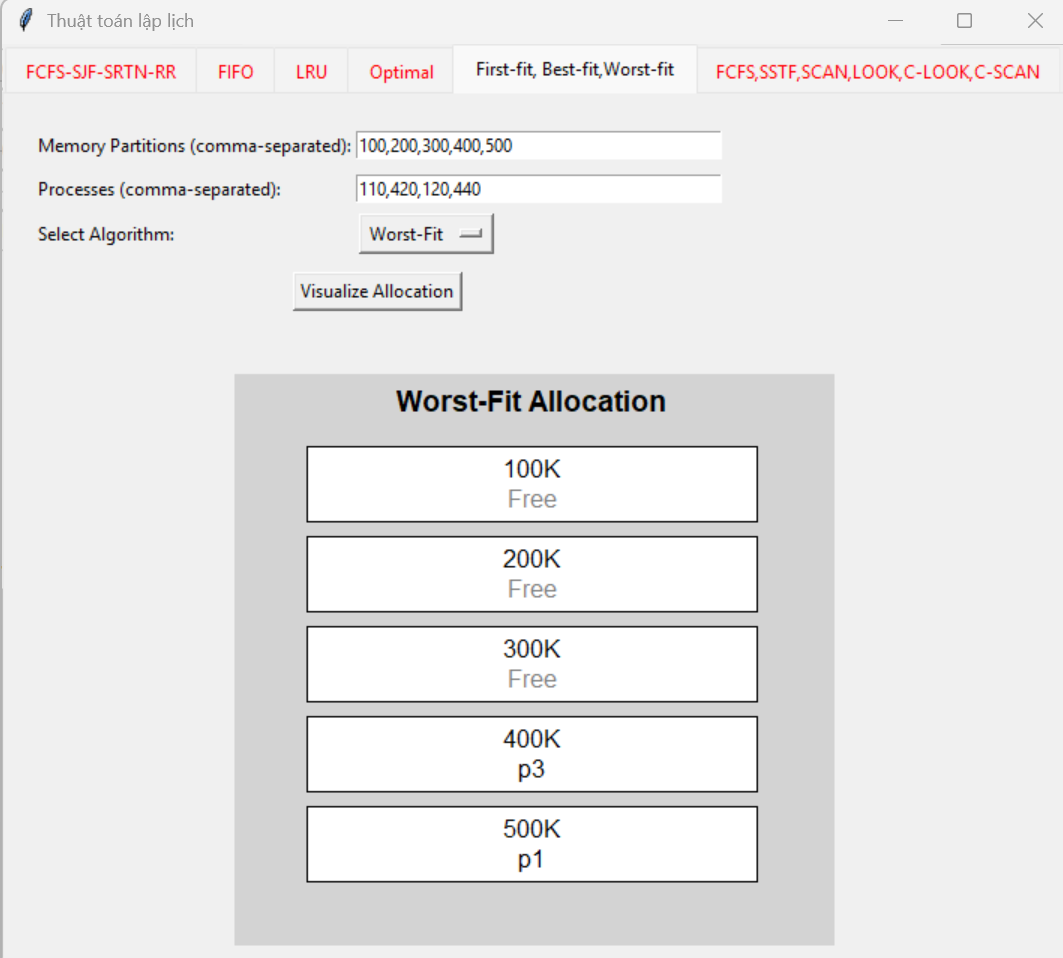 Thuật toán lập lịch
FCFS-SJF-SRTN-RR FIFO LRU Optimal First-fit, Best-fit,Worst-fit FCFS,SSTF,SCAN,LOOK,C-LOOK,C-SCAN
Memory Partitions (comma-separated): 100,200,300,400,500
Processes (comma-separated): 110,420,120,440
Select Algorithm: Worst-Fit
Visualize Allocation
Worst-Fit Allocation
100K
Free
200K
Free
300K
Free
400K
p3
500K
p1